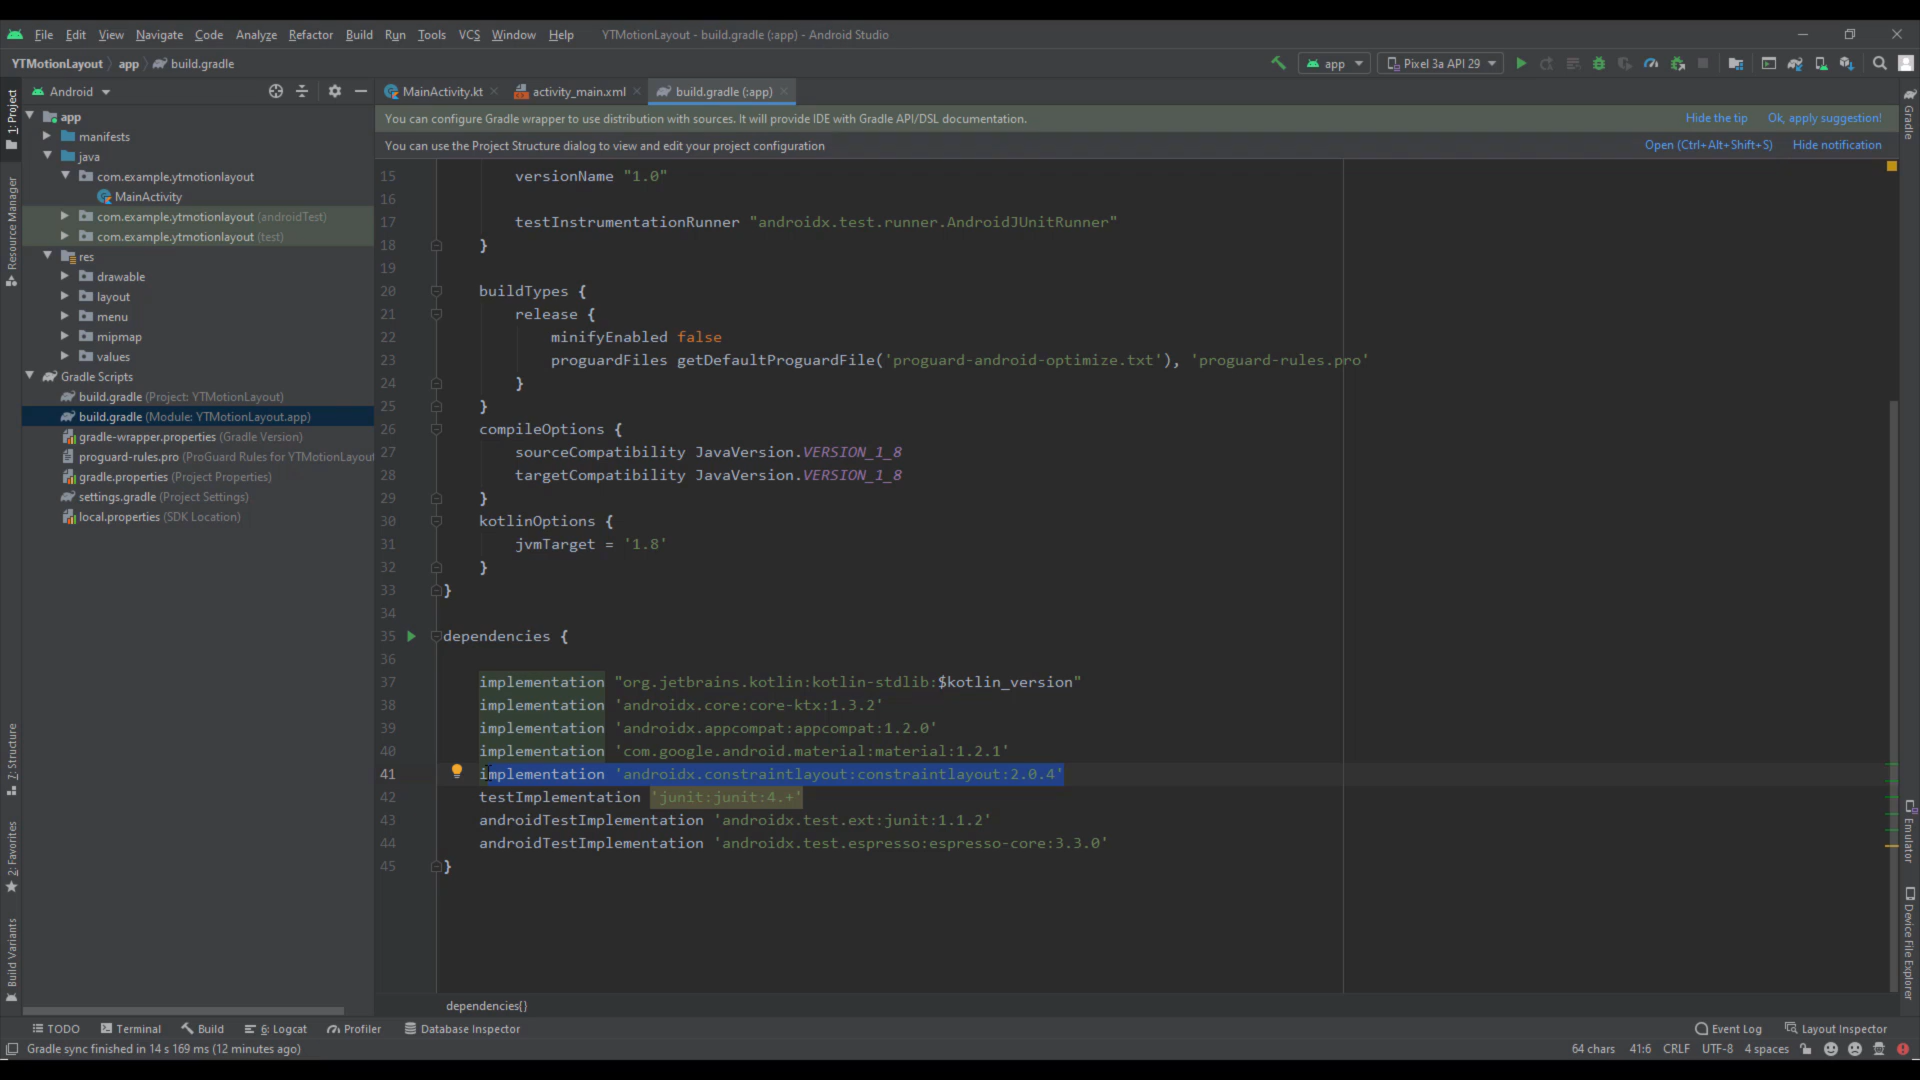 File Edit View Navigate Code Analyze Refactor Build Run Tools VCS Window Help YTMotionLayout - build.gradle (:app) - Android Studio
YTMotionLayout app build.gradle
app Pixel 3a API 29
Android
MainActivity.kt activity_main.xml build.gradle (:app)
You can configure Gradle wrapper to use distribution with sources. It will provide IDE with Gradle API/DSL documentation. Hide the tip Ok, apply suggestion!
You can use the Project Structure dialog to view and edit your project configuration Open (Ctrl+Alt+Shift+S) Hide notification
1: Project
Resource Manager
7: Structure
2: Favorites
Build Variants
app
manifests
java
com.example.ytmotionlayout
MainActivity
com.example.ytmotionlayout (androidTest)
com.example.ytmotionlayout (test)
res
drawable
layout
menu
mipmap
values
Gradle Scripts
build.gradle (Project: YTMotionLayout)
build.gradle (Module: YTMotionLayout.app)
gradle-wrapper.properties (Gradle Version)
proguard-rules.pro (ProGuard Rules for YTMotionLayou
gradle.properties (Project Properties)
settings.gradle (Project Settings)
local.properties (SDK Location)
15 versionName "1.0"
16
17 testInstrumentationRunner "androidx.test.runner.AndroidJUnitRunner"
18 }
19
20 buildTypes {
21 release {
22 minifyEnabled false
23 proguardFiles getDefaultProguardFile('proguard-android-optimize.txt'), 'proguard-rules.pro'
24 }
25 }
26 compileOptions {
27 sourceCompatibility JavaVersion.VERSION_1_8
28 targetCompatibility JavaVersion.VERSION_1_8
29 }
30 kotlinOptions {
31 jvmTarget = '1.8'
32 }
33 }
34
35 dependencies {
36
37 implementation "org.jetbrains.kotlin:kotlin-stdlib:$kotlin_version"
38 implementation 'androidx.core:core-ktx:1.3.2'
39 implementation 'androidx.appcompat:appcompat:1.2.0'
40 implementation 'com.google.android.material:material:1.2.1'
41 implementation 'androidx.constraintlayout:constraintlayout:2.0.4'
42 testImplementation 'junit:junit:4.+'
43 androidTestImplementation 'androidx.test.ext:junit:1.1.2'
44 androidTestImplementation 'androidx.test.espresso:espresso-core:3.3.0'
45 }
dependencies{}
Gradle
Emulator
Device File Explorer
TODO Terminal Build 6: Logcat Profiler Database Inspector Event Log Layout Inspector
Gradle sync finished in 14 s 169 ms (12 minutes ago) 64 chars 41:6 CRLF UTF-8 4 spaces